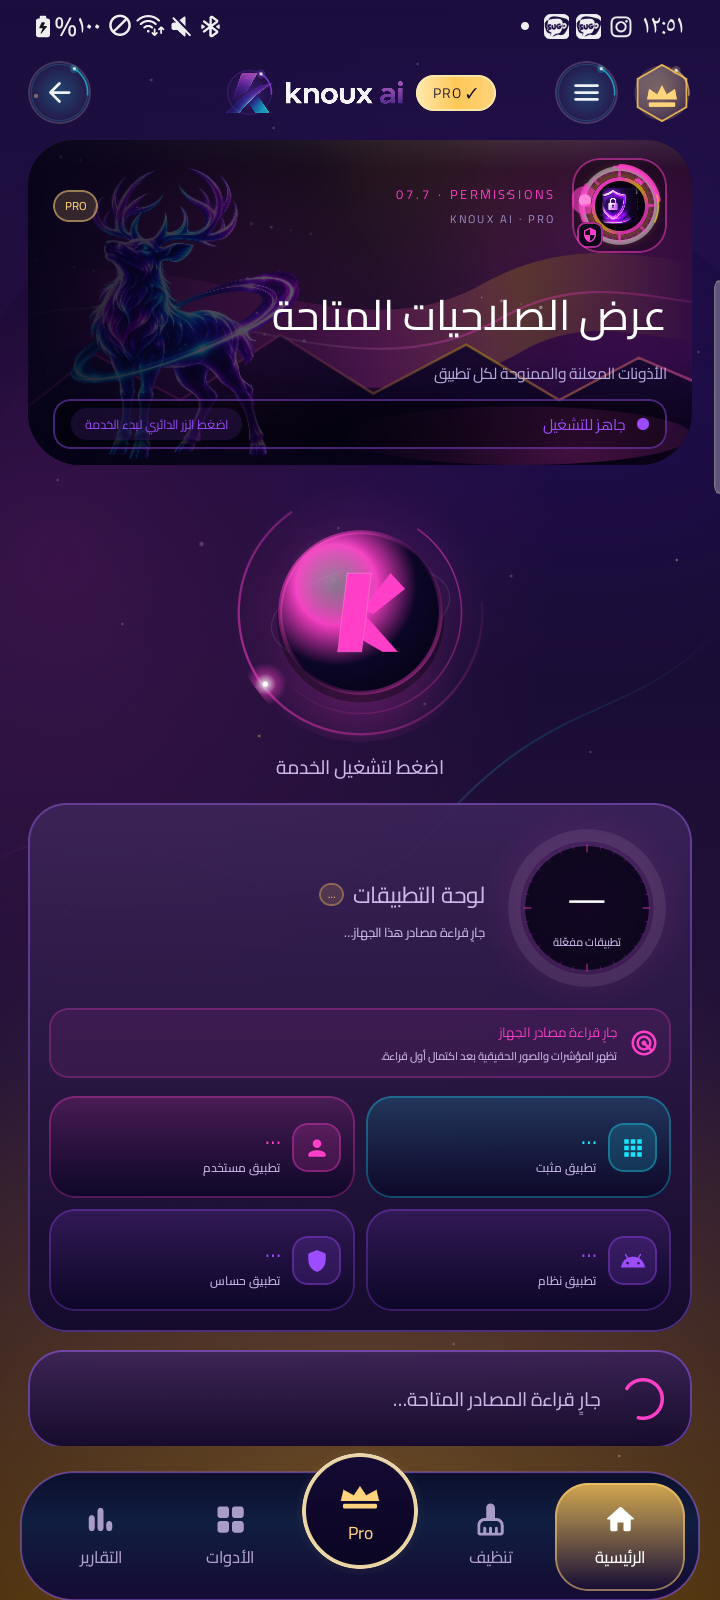 ١٢:٥١
%١٠٠
knoux ai
PRO ✓
07.7 · PERMISSIONS
KNOUX AI · PRO
PRO
عرض الصلاحيات المتاحة
الأذونات المعلنة والممنوحة لكل تطبيق
جاهز للتشغيل
اضغط الزر الدائري لبدء الخدمة
K
اضغط لتشغيل الخدمة
—
تطبيقات مفعّلة
لوحة التطبيقات ...
جارٍ قراءة مصادر هذا الجهاز...
جارٍ قراءة مصادر الجهاز
تظهر المؤشرات والصور الحقيقية بعد اكتمال أول قراءة.
...
تطبيق مثبت
...
تطبيق مستخدم
...
تطبيق نظام
...
تطبيق حساس
جارٍ قراءة المصادر المتاحة...
الرئيسية
تنظيف
Pro
الأدوات
التقارير